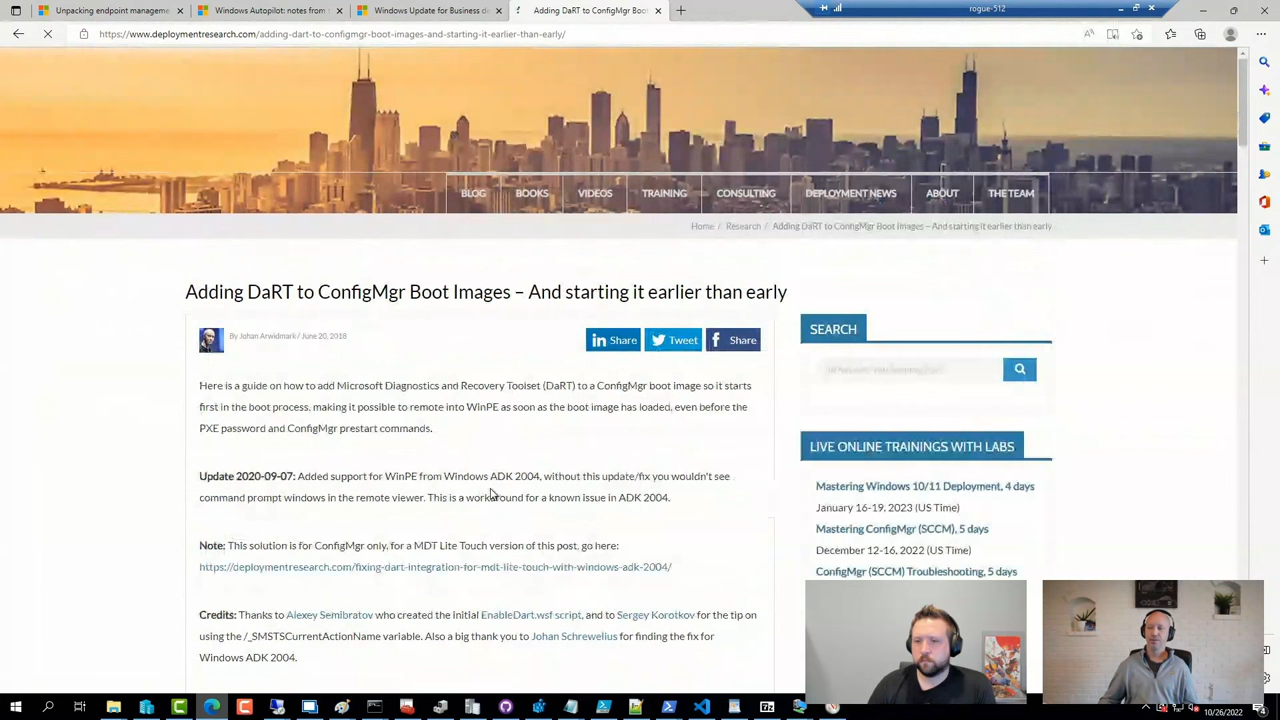 Unpacking endpoint manageme
Windows Autopilot: notes from t
Windows Update for Business de
Adding DaRT to ConfigMgr Boot
rogue-512
https://www.deploymentresearch.com/adding-dart-to-configmgr-boot-images-and-starting-it-earlier-than-early/
BLOG
BOOKS
VIDEOS
TRAINING
CONSULTING
DEPLOYMENT NEWS
ABOUT
THE TEAM
Home / Research / Adding DaRT to ConfigMgr Boot Images – And starting it earlier than early
Adding DaRT to ConfigMgr Boot Images – And starting it earlier than early
By Johan Arwidmark / June 20, 2018
Share
Tweet
Share
Here is a guide on how to add Microsoft Diagnostics and Recovery Toolset (DaRT) to a ConfigMgr boot image so it starts
first in the boot process, making it possible to remote into WinPE as soon as the boot image has loaded, even before the
PXE password and ConfigMgr prestart commands.
Update 2020-09-07: Added support for WinPE from Windows ADK 2004, without this update/fix you wouldn't see
command prompt windows in the remote viewer. This is a workaround for a known issue in ADK 2004.
Note: This solution is for ConfigMgr only, for a MDT Lite Touch version of this post, go here:
https://deploymentresearch.com/fixing-dart-integration-for-mdt-lite-touch-with-windows-adk-2004/
Credits: Thanks to Alexey Semibratov who created the initial EnableDart.wsf script, and to Sergey Korotkov for the tip on
using the /_SMSTSCurrentActionName variable. Also a big thank you to Johan Schrewelius for finding the fix for
Windows ADK 2004.
SEARCH
LIVE ONLINE TRAININGS WITH LABS
Mastering Windows 10/11 Deployment, 4 days
January 16-19, 2023 (US Time)
Mastering ConfigMgr (SCCM), 5 days
December 12-16, 2022 (US Time)
ConfigMgr (SCCM) Troubleshooting, 5 days
10/26/2022